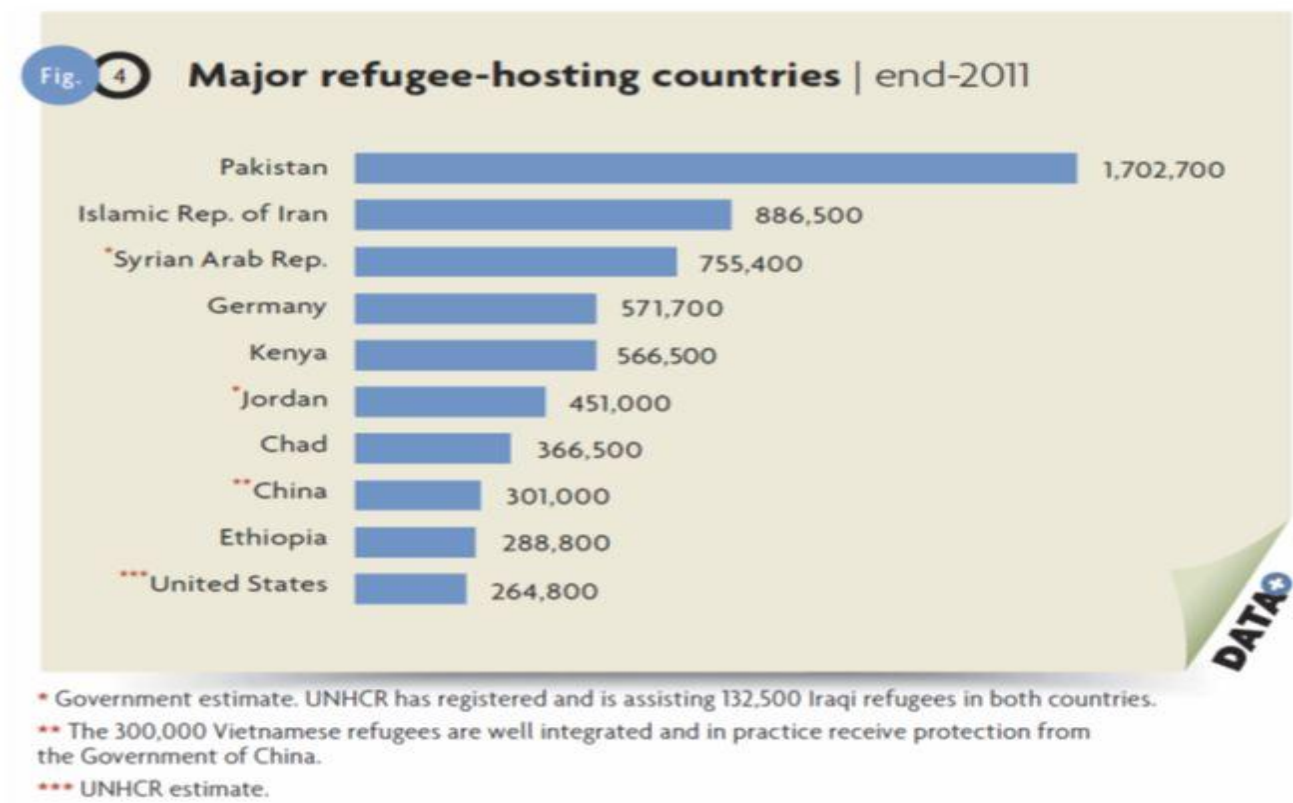 Fig. 4 Major refugee-hosting countries | end-2011
Pakistan 1,702,700
Islamic Rep. of Iran 886,500
*Syrian Arab Rep. 755,400
Germany 571,700
Kenya 566,500
*Jordan 451,000
Chad 366,500
**China 301,000
Ethiopia 288,800
***United States 264,800
DATA+
* Government estimate. UNHCR has registered and is assisting 132,500 Iraqi refugees in both countries.
** The 300,000 Vietnamese refugees are well integrated and in practice receive protection from
the Government of China.
*** UNHCR estimate.